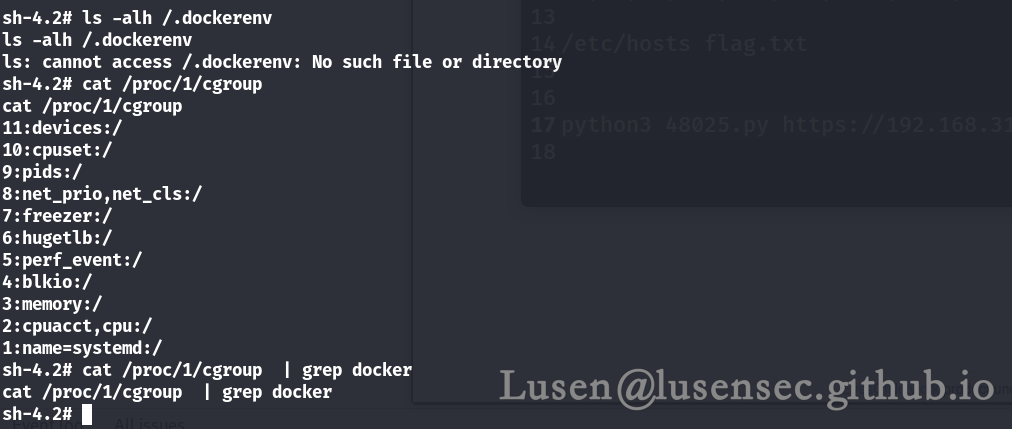 sh-4.2# ls -alh /.dockerenv
ls -alh /.dockerenv
ls: cannot access /.dockerenv: No such file or directory
sh-4.2# cat /proc/1/cgroup
cat /proc/1/cgroup
11:devices:/
10:cpuset:/
9:pids:/
8:net_prio,net_cls:/
7:freezer:/
6:hugetlb:/
5:perf_event:/
4:blkio:/
3:memory:/
2:cpuacct,cpu:/
1:name=systemd:/
sh-4.2# cat /proc/1/cgroup  | grep docker
cat /proc/1/cgroup  | grep docker
sh-4.2#
13
14 /etc/hosts flag.txt
15
16
17 python3 48025.py https://192.168.31
18
Lusen@lusensec.github.io
All issues